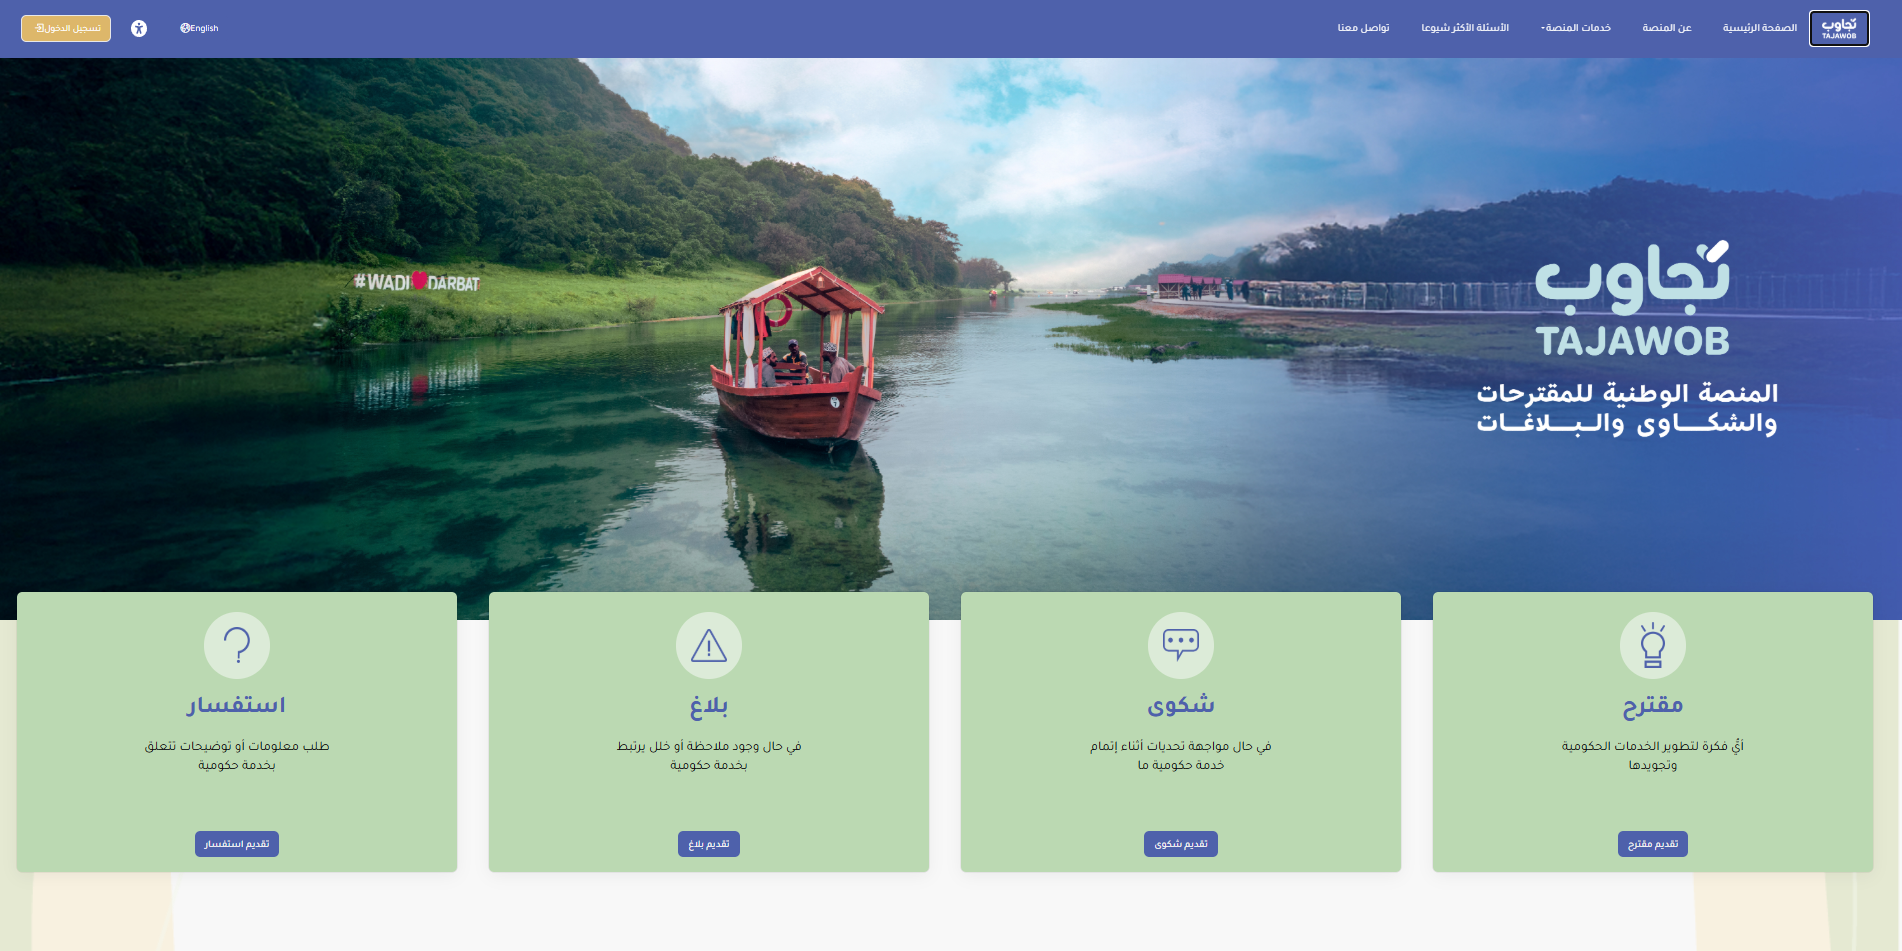 تجاوب
TAJAWOB
الصفحة الرئيسية
عن المنصة
خدمات المنصة
الأسئلة الأكثر شيوعا
تواصل معنا
English
تسجيل الدخول
#WADI DARBAT
تجاوب
TAJAWOB
المنصة الوطنية للمقترحات
والشكـــاوى والـبــلاغــات
مقترح
أيُّ فكرة لتطوير الخدمات الحكومية
وتجويدها
تقديم مقترح
شكوى
في حال مواجهة تحديات أثناء إتمام
خدمة حكومية ما
تقديم شكوى
بلاغ
في حال وجود ملاحظة أو خلل يرتبط
بخدمة حكومية
تقديم بلاغ
استفسار
طلب معلومات أو توضيحات تتعلق
بخدمة حكومية
تقديم استفسار